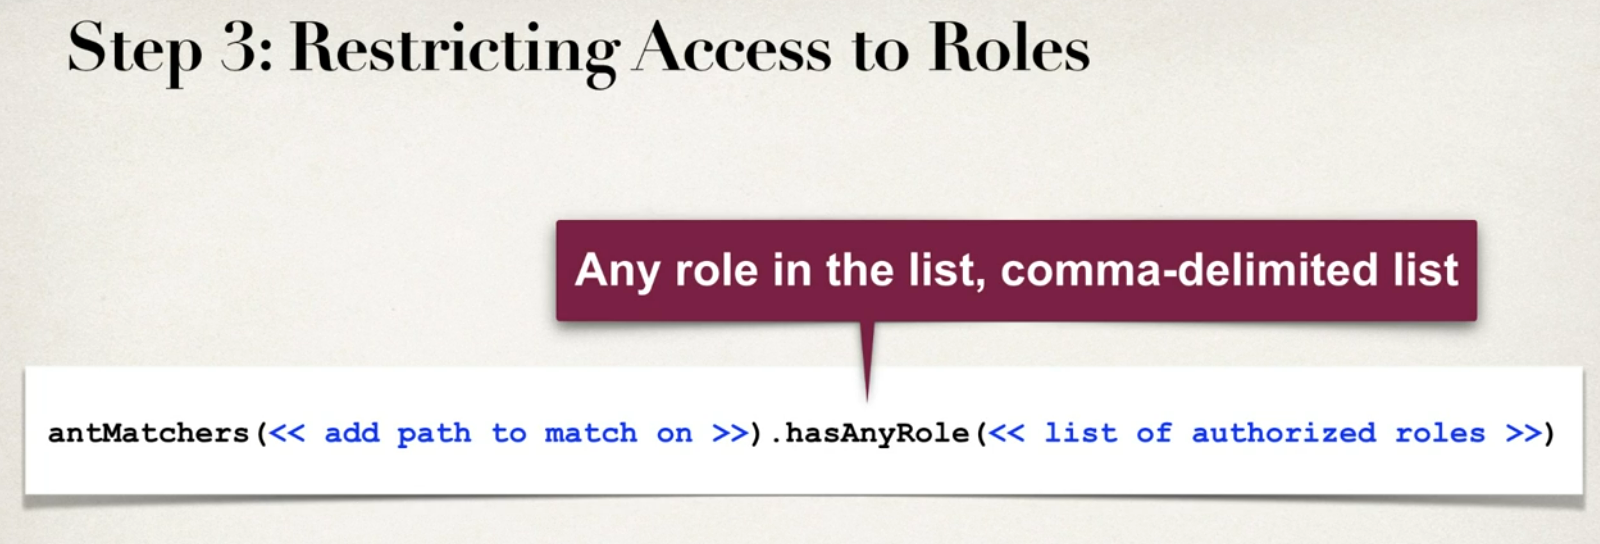 Step 3: Restricting Access to Roles
Any role in the list, comma-delimited list
antMatchers(<< add path to match on >>).hasAnyRole(<< list of authorized roles >>)